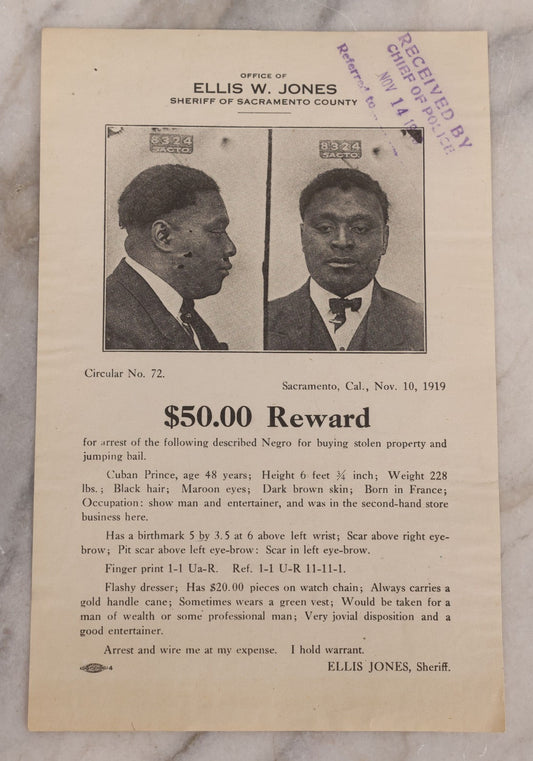 OFFICE OF
ELLIS W. JONES
SHERIFF OF SACRAMENTO COUNTY
RECEIVED BY
CHIEF OF POLICE
NOV 14
Referred to
8324
SACTO.
8324
SACTO.
Circular No. 72.
Sacramento, Cal., Nov. 10, 1919
$50.00 Reward
for arrest of the following described Negro for buying stolen property and
jumping bail.
Cuban Prince, age 48 years; Height 6 feet ¾ inch; Weight 228
lbs.; Black hair; Maroon eyes; Dark brown skin; Born in France;
Occupation: show man and entertainer, and was in the second-hand store
business here.
Has a birthmark 5 by 3.5 at 6 above left wrist; Scar above right eye-
brow; Pit scar above left eye-brow: Scar in left eye-brow.
Finger print 1-1 Ua-R. Ref. 1-1 U-R 11-11-1.
Flashy dresser; Has $20.00 pieces on watch chain; Always carries a
gold handle cane; Sometimes wears a green vest; Would be taken for a
man of wealth or some professional man; Very jovial disposition and a
good entertainer.
Arrest and wire me at my expense. I hold warrant.
4
ELLIS JONES, Sheriff.